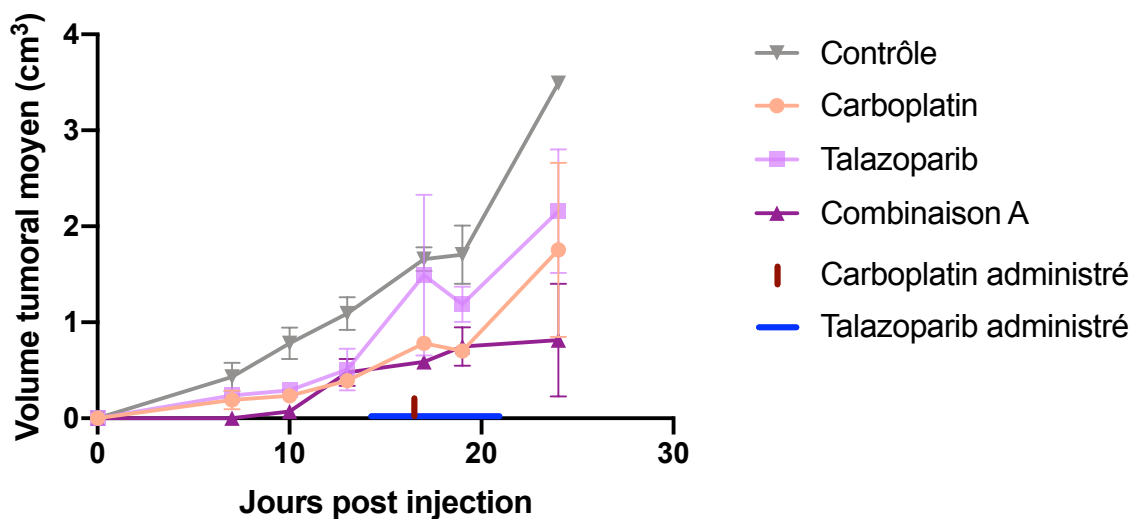 Volume tumoral moyen (cm³)
4
3
2
1
0
0
10
20
30
Jours post injection
Contrôle
Carboplatin
Talazoparib
Combinaison A
Carboplatin administré
Talazoparib administré